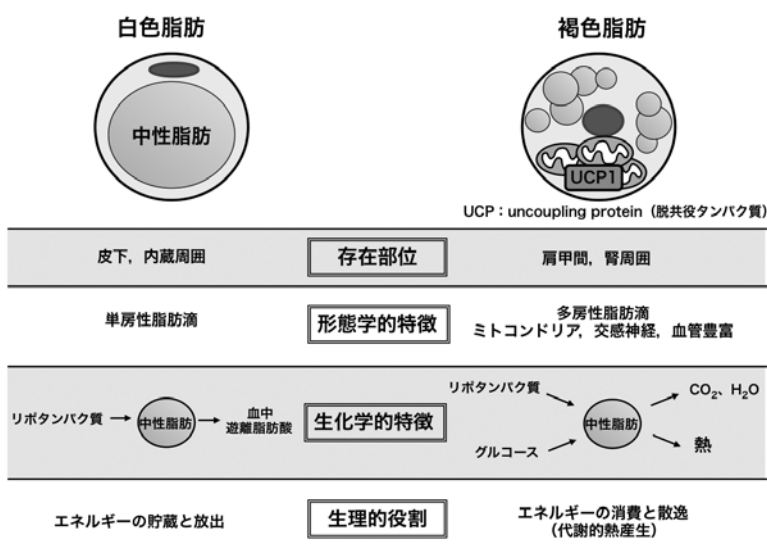 白色脂肪
褐色脂肪
中性脂肪
UCP1
UCP：uncoupling protein（脱共役タンパク質）
皮下，内蔵周囲
存在部位
肩甲間，腎周囲
単房性脂肪滴
形態学的特徴
多房性脂肪滴
ミトコンドリア，交感神経，血管豊富
リポタンパク質
中性脂肪
血中
遊離脂肪酸
生化学的特徴
リポタンパク質
グルコース
中性脂肪
CO₂、H₂O
熱
エネルギーの貯蔵と放出
生理的役割
エネルギーの消費と散逸
（代謝的熱産生）